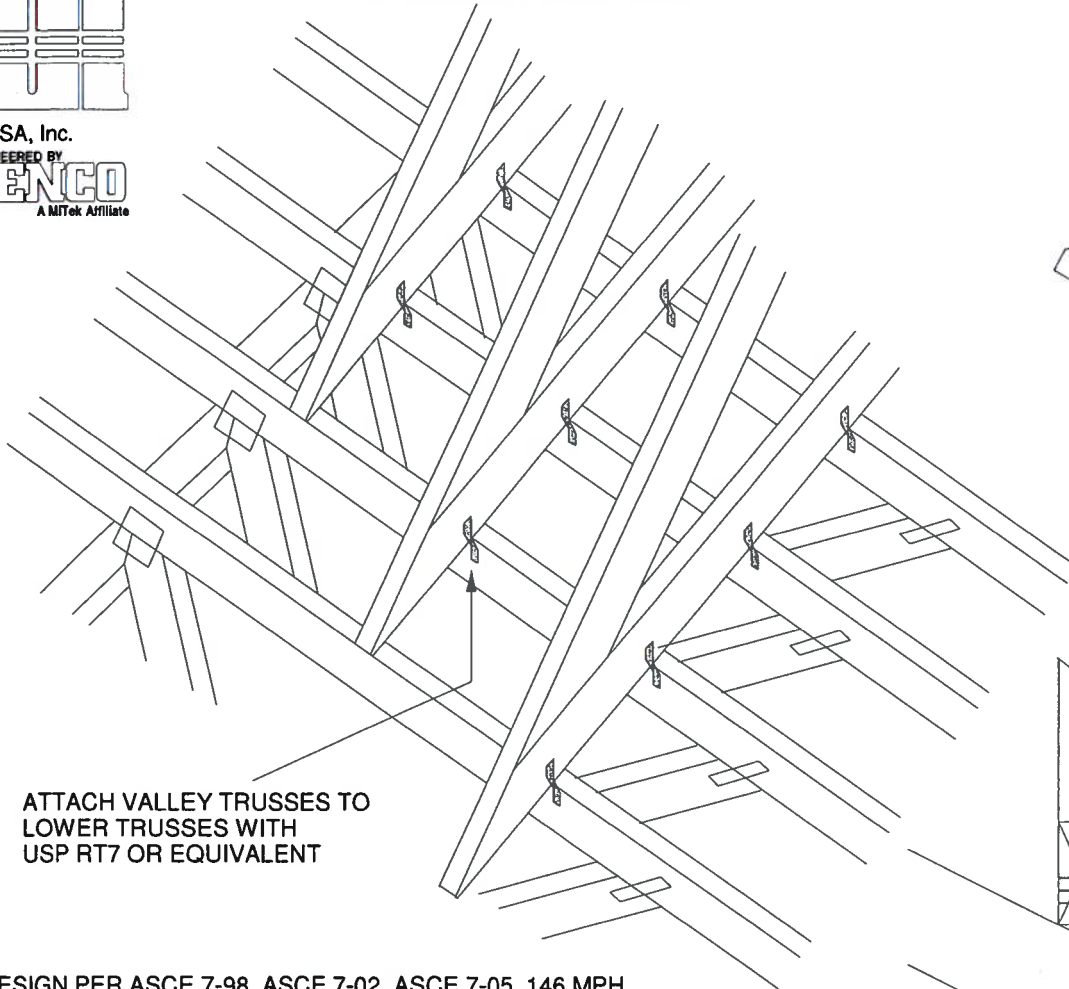 SA, Inc.
EERED BY
ENCO
A MiTek Affiliate
ATTACH VALLEY TRUSSES TO
LOWER TRUSSES WITH
USP RT7 OR EQUIVALENT
ESIGN PER ASCE 7-98, ASCE 7-02, ASCE 7-05 146 MPH